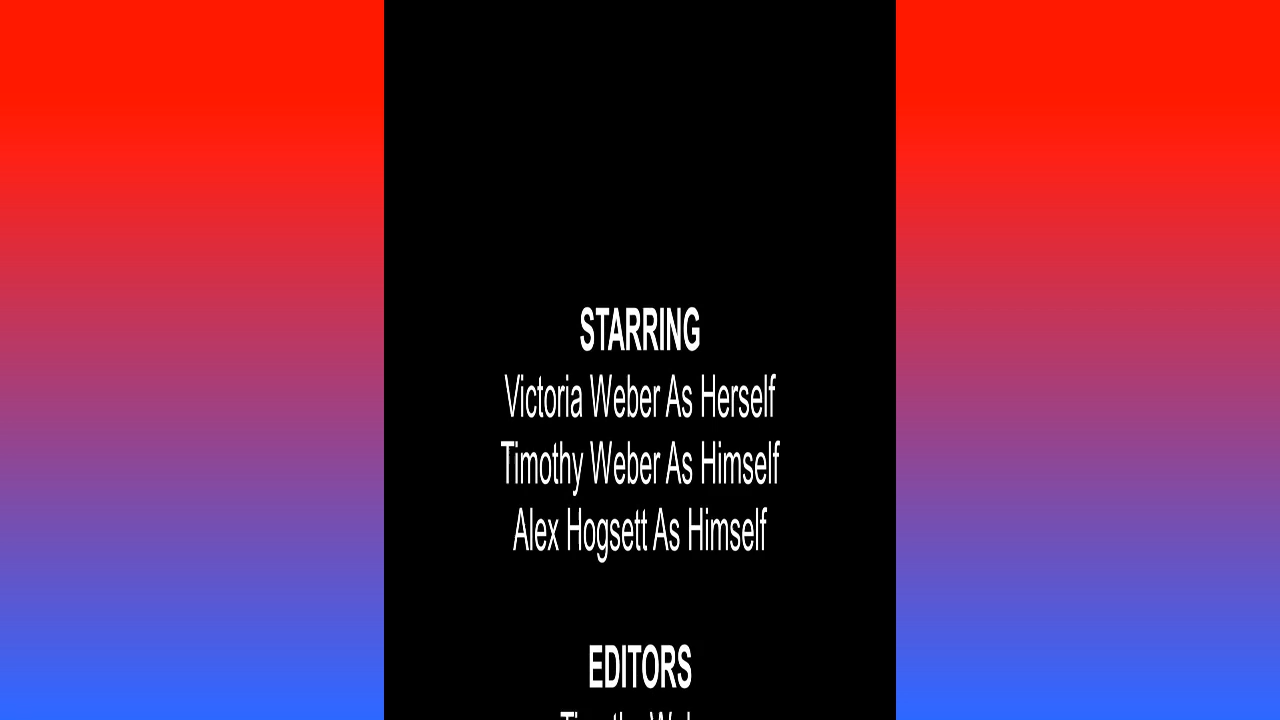 STARRING
Victoria Weber As Herself
Timothy Weber As Himself
Alex Hogsett As Himself
EDITORS